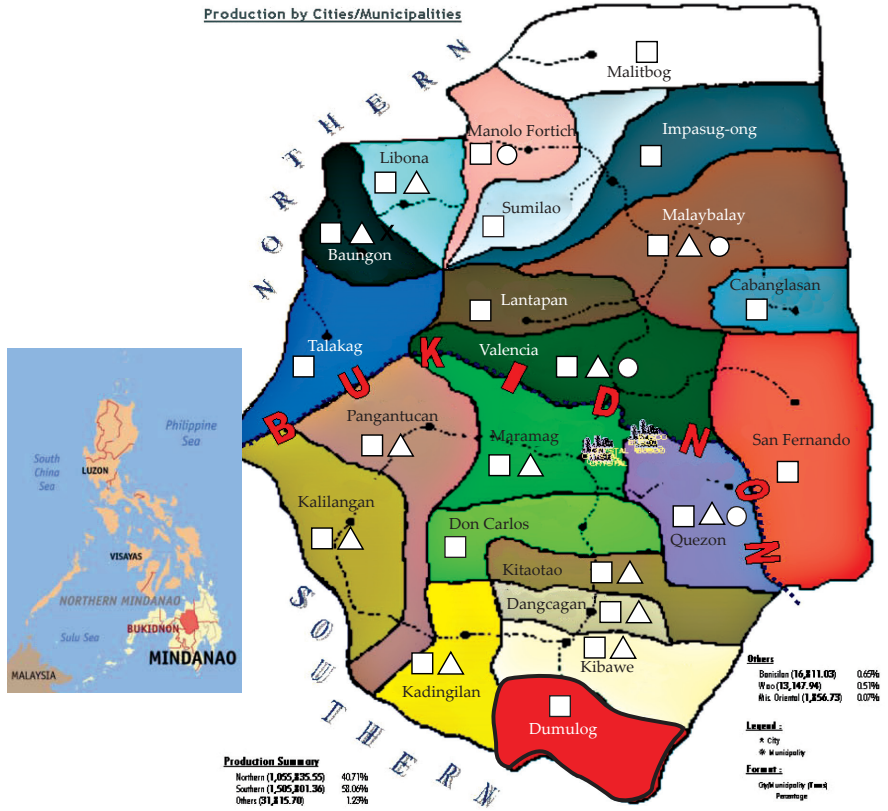 Production by Cities/Municipalities
NORTHERN
Malitbog
Manolo Fortich
Impasug-ong
Libona
Sumilao
Malaybalay
Baungon
Cabanglasan
Lantapan
Talakag
Valencia
BUKIDNON
Pangantucan
Maramag
San Fernando
Kalilangan
Don Carlos
Quezon
Kitaotao
Dangcagan
Kibawe
Kadingilan
Dumulog
SOUTHERN
Philippine
Sea
South
China
Sea
LUZON
VISAYAS
NORTHERN MINDANAO
Sulu Sea
BUKIDNON
MINDANAO
MALAYSIA
Others
Banisilan (16,811.03) 0.65%
Wao (13,147.94) 0.51%
Mis. Oriental (1,856.73) 0.07%
Legend :
City
Municipality
Format :
City/Municipality (Tonnes)
Percentage
Production Summary
Northern (1,055,835.55) 40.71%
Southern (1,505,801.36) 58.06%
Others (31,815.70) 1.23%